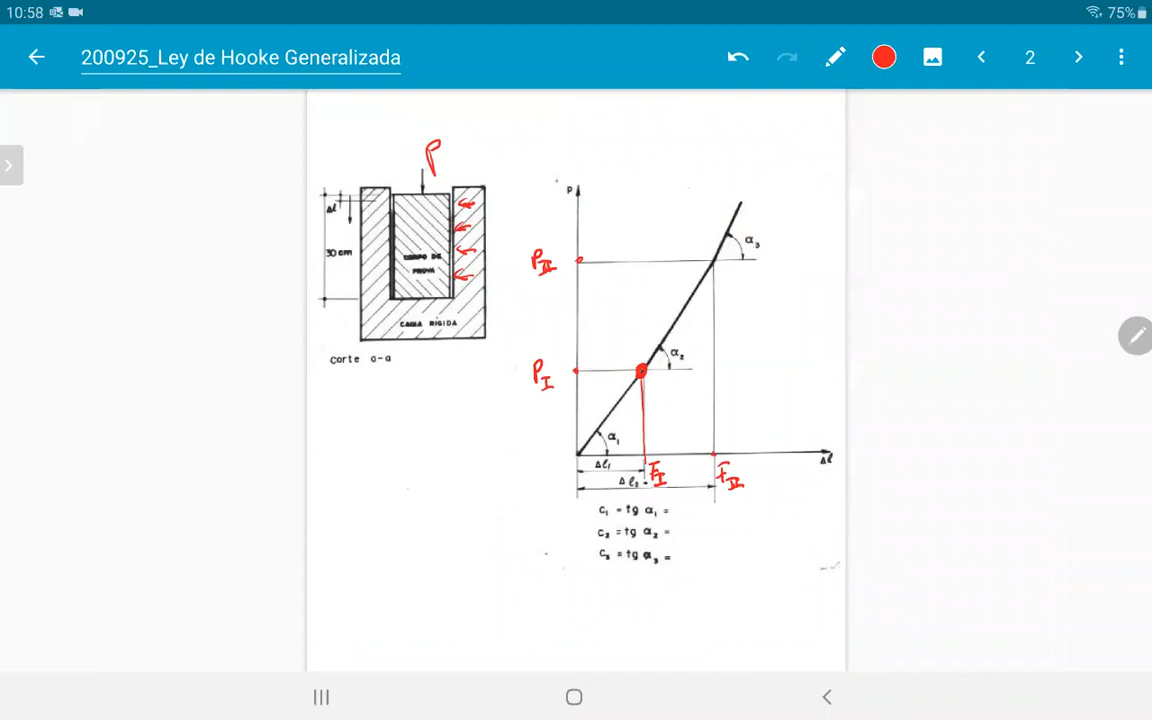 10:58
75%
200925_Ley de Hooke Generalizada
2
P
Δl
30 cm
CORPO DE
PROVA
CAIXA RIGIDA
Corte a-a
P
P_II
α₃
α₂
P_I
α₁
Δl₁
F_I
F_II
Δl
Δl₂
C₁ = tg α₁ =
C₂ = tg α₂ =
C₃ = tg α₃ =